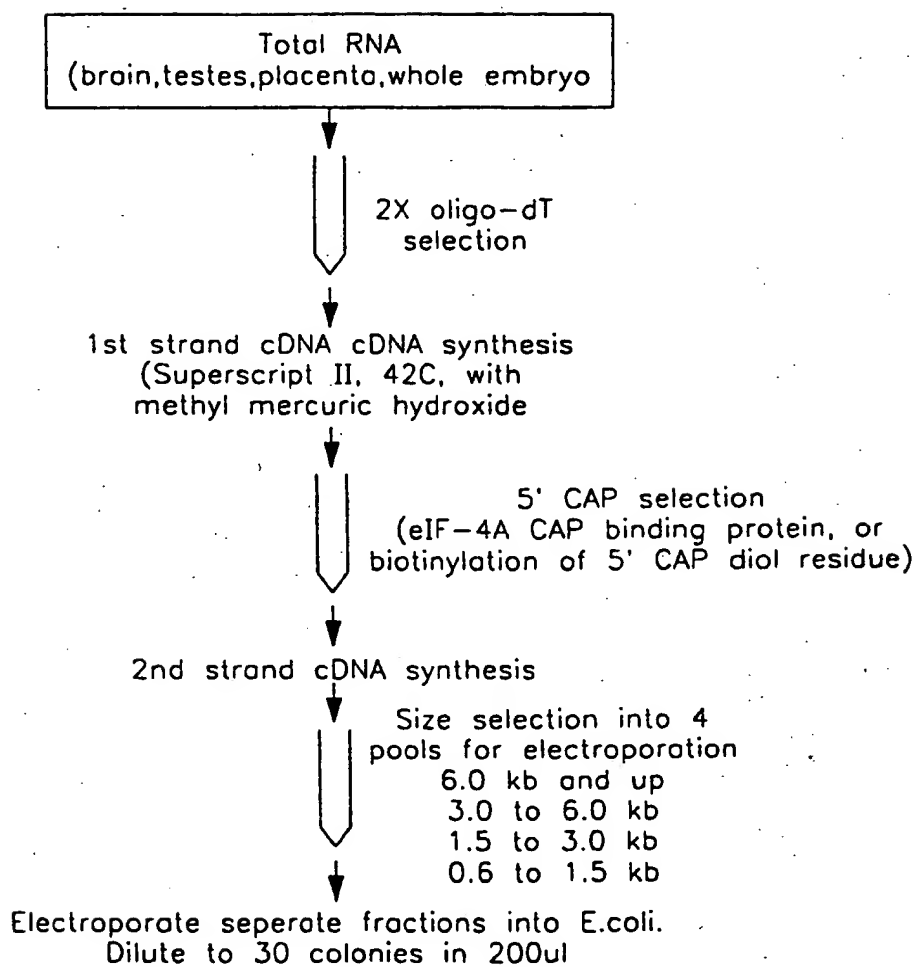 Total RNA
(brain,testes,placenta,whole embryo
2X oligo-dT
selection
1st strand cDNA cDNA synthesis
(Superscript II, 42C, with
methyl mercuric hydroxide
5' CAP selection
(eIF-4A CAP binding protein, or
biotinylation of 5' CAP diol residue)
2nd strand cDNA synthesis
Size selection into 4
pools for electroporation
6.0 kb and up
3.0 to 6.0 kb
1.5 to 3.0 kb
0.6 to 1.5 kb
Electroporate seperate fractions into E.coli.
Dilute to 30 colonies in 200ul